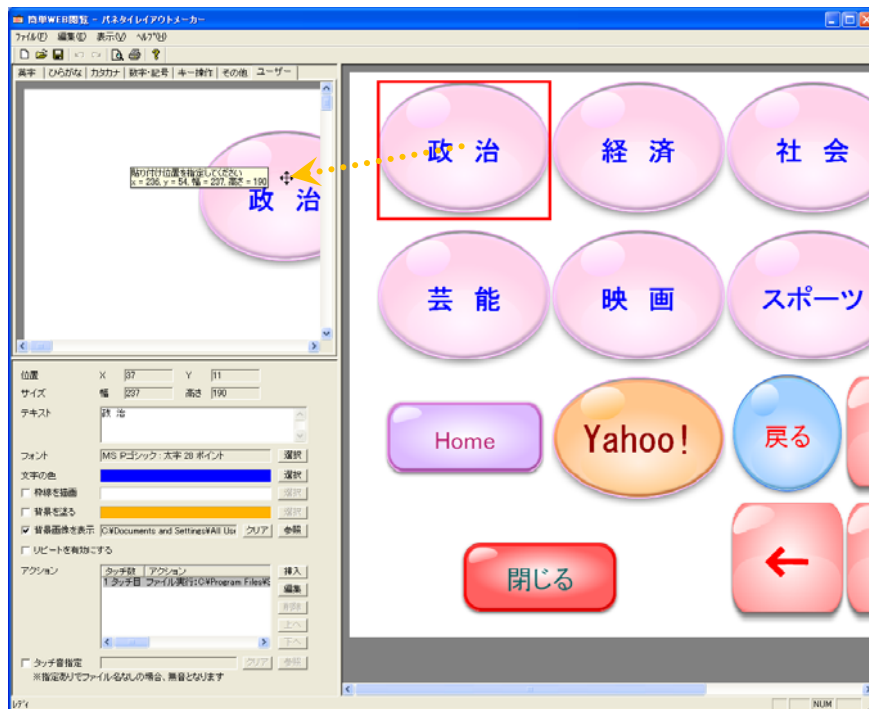 簡単WEB閲覧 - パネタイレイアウトメーカー
ファイル(F) 編集(E) 表示(V) ヘルプ(H)
英字 ひらがな カタカナ 数字・記号 キー操作 その他 ユーザー
貼り付け位置を指定してください
x = 236, y = 54, 幅 = 237, 高さ = 190
政 治
政 治 経 済 社 会
芸 能 映 画 スポーツ
Home Yahoo! 戻る
閉じる ←
位置 X 37 Y 11
サイズ 幅 237 高さ 190
テキスト 政 治
フォント MS Pゴシック : 太字 28 ポイント 選択
文字の色 選択
枠線を描画 選択
背景を塗る 選択
背景画像を表示 C:¥Documents and Settings¥All Use クリア 参照
リピートを有効にする
アクション タッチ数 アクション 挿入
1 タッチ目 ファイル実行:C:¥Program Files¥S 編集
削除
上へ
下へ
タッチ音指定 クリア 参照
※指定ありでファイル名なしの場合、無音となります
レディ NUM